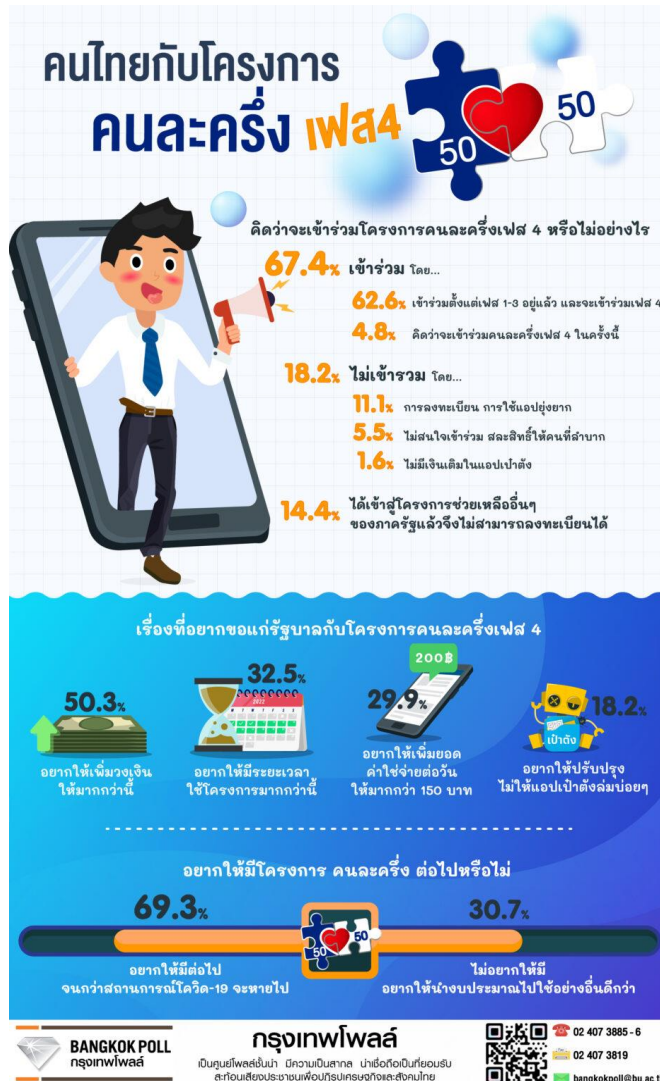 คนไทยกับโครงการ
คนละครึ่ง เฟส4
50
50
คิดว่าจะเข้าร่วมโครงการคนละครึ่งเฟส 4 หรือไม่อย่างไร
67.4% เข้าร่วม โดย...
62.6% เข้าร่วมตั้งแต่เฟส 1-3 อยู่แล้ว และจะเข้าร่วมเฟส 4
4.8% คิดว่าจะเข้าร่วมคนละครึ่งเฟส 4 ในครั้งนี้
18.2% ไม่เข้ารวม โดย...
11.1% การลงทะเบียน การใช้แอปยุ่งยาก
5.5% ไม่สนใจเข้าร่วม สละสิทธิ์ให้คนที่ลำบาก
1.6% ไม่มีเงินเติมในแอปเป๋าตัง
14.4% ได้เข้าสู่โครงการช่วยเหลืออื่นๆ
ของภาครัฐแล้วจึงไม่สามารถลงทะเบียนได้
เรื่องที่อยากขอแก่รัฐบาลกับโครงการคนละครึ่งเฟส 4
50.3%
อยากให้เพิ่มวงเงิน
ให้มากกว่านี้
32.5%
2022
อยากให้มีระยะเวลา
ใช้โครงการมากกว่านี้
200฿
29.9%
อยากให้เพิ่มยอด
ค่าใช่จ่ายต่อวัน
ให้มากกว่า 150 บาท
18.2%
เป๋าตัง
อยากให้ปรับปรุง
ไม่ให้แอปเป๋าตังล่มบ่อยๆ
อยากให้มีโครงการ คนละครึ่ง ต่อไปหรือไม่
69.3%
30.7%
50
50
อยากให้มีต่อไป
จนกว่าสถานการณ์โควิด-19 จะหายไป
ไม่อยากให้มี
อยากให้นำงบประมาณไปใช้อย่างอื่นดีกว่า
BANGKOK POLL
กรุงเทพโพลล์
กรุงเทพโพลล์
เป็นศูนย์โพลล์ชั้นนำ มีความเป็นสากล น่าเชื่อถือเป็นที่ยอมรับ
สะท้อนเสียงประชาชนเพื่อปฏิรูปเศรษฐกิจและสังคมไทย
02 407 3885 - 6
02 407 3819
bangkokpoll@bu.ac.t